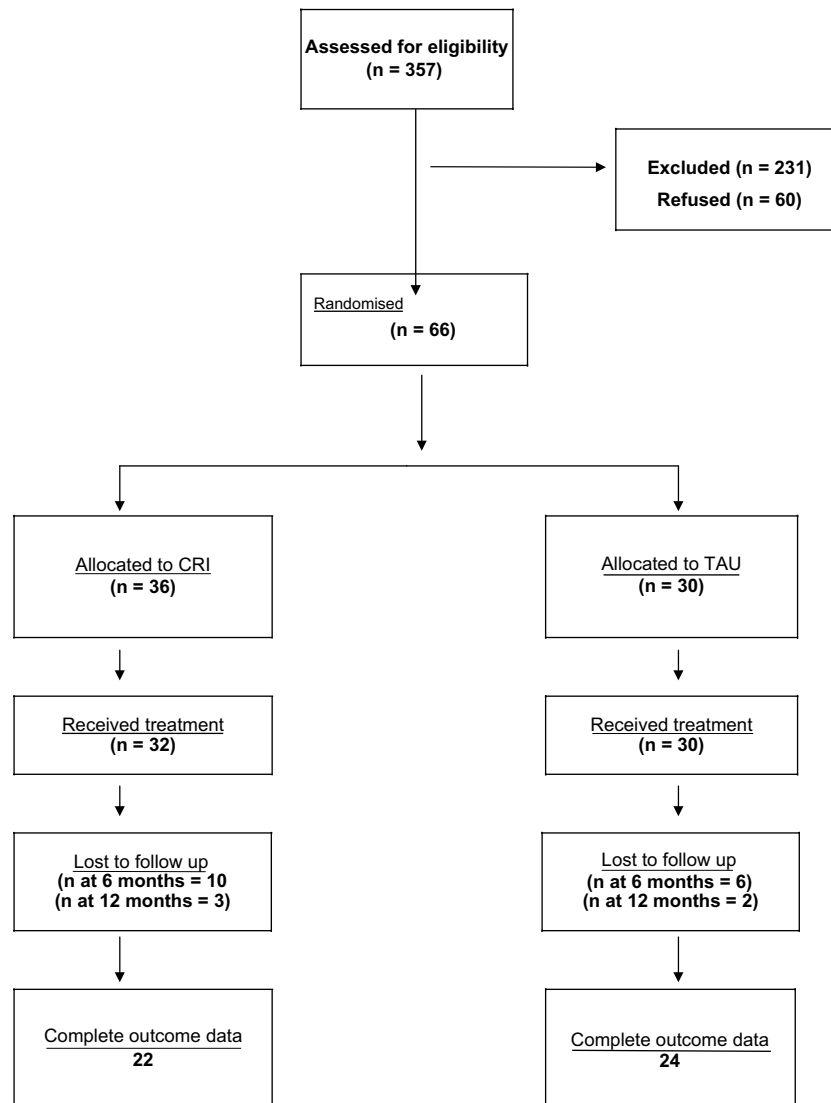 Assessed for eligibility
(n = 357)
Excluded (n = 231)
Refused (n = 60)
Randomised
(n = 66)
Allocated to CRI
(n = 36)
Allocated to TAU
(n = 30)
Received treatment
(n = 32)
Received treatment
(n = 30)
Lost to follow up
(n at 6 months = 10
(n at 12 months = 3)
Lost to follow up
(n at 6 months = 6)
(n at 12 months = 2)
Complete outcome data
22
Complete outcome data
24